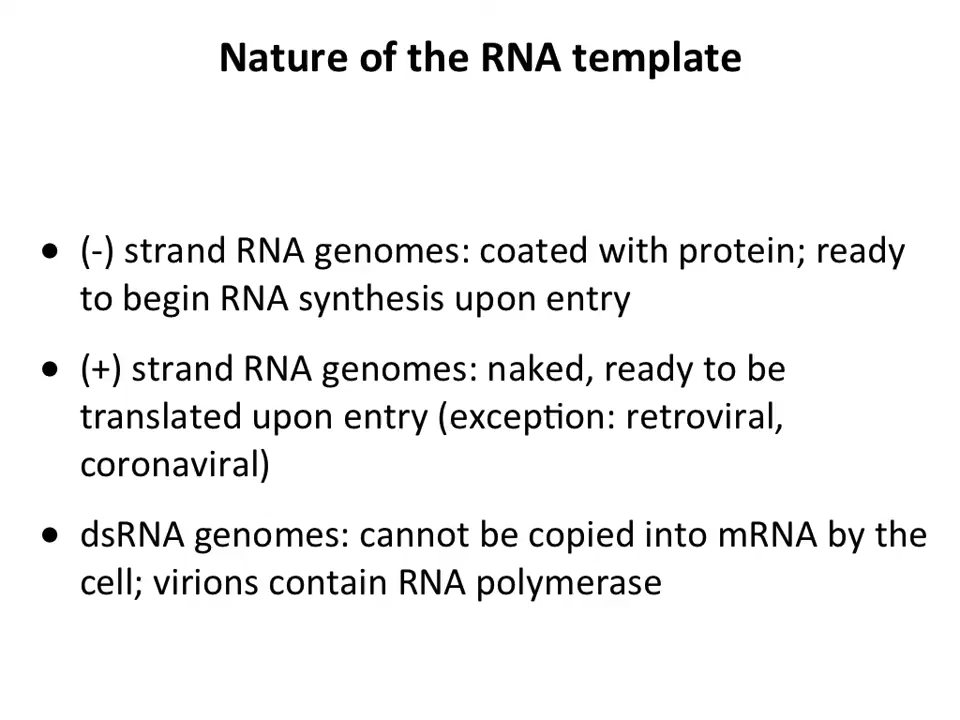 Nature of the RNA template
• (-) strand RNA genomes: coated with protein; ready
to begin RNA synthesis upon entry
• (+) strand RNA genomes: naked, ready to be
translated upon entry (exception: retroviral,
coronaviral)
• dsRNA genomes: cannot be copied into mRNA by the
cell; virions contain RNA polymerase